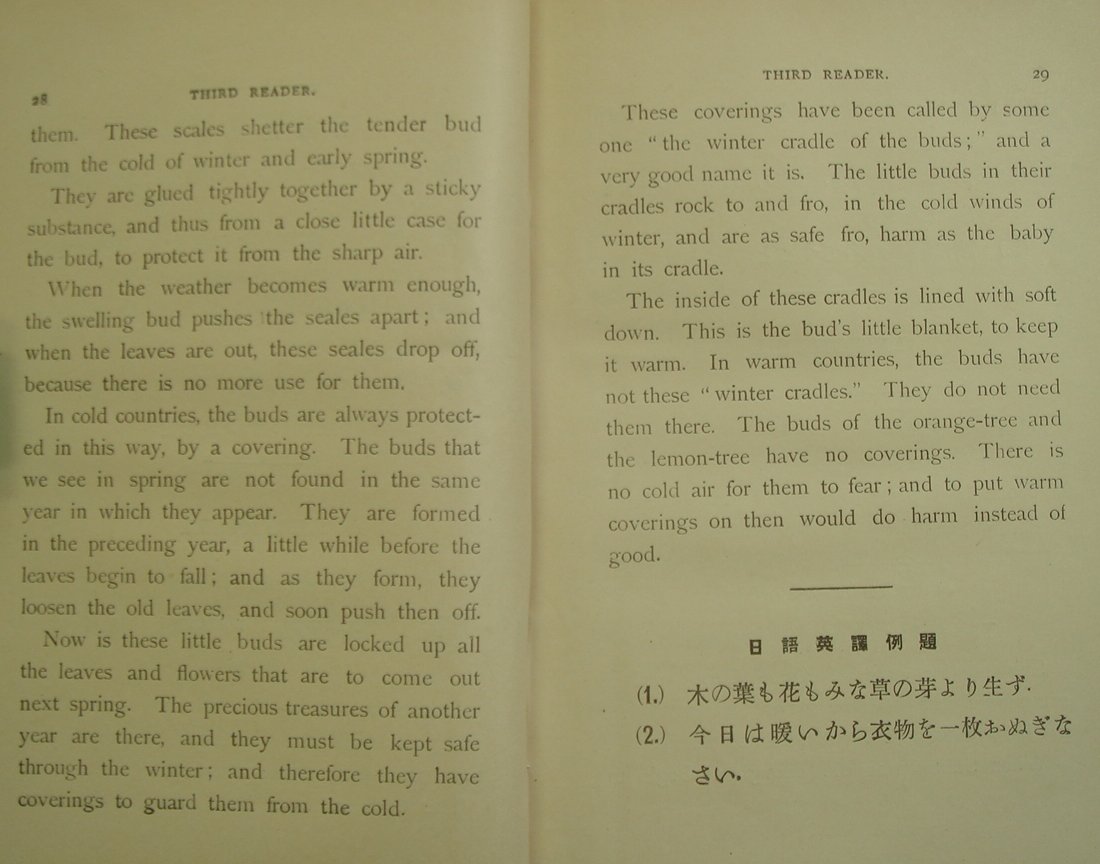 28
THIRD READER.
them. These scales shetter the tender bud
from the cold of winter and early spring.
They are glued tightly together by a sticky
substance, and thus from a close little case for
the bud, to protect it from the sharp air.
When the weather becomes warm enough,
the swelling bud pushes the seales apart; and
when the leaves are out, these seales drop off,
because there is no more use for them.
In cold countries, the buds are always protect-
ed in this way, by a covering. The buds that
we see in spring are not found in the same
year in which they appear. They are formed
in the preceding year, a little while before the
leaves begin to fall; and as they form, they
loosen the old leaves, and soon push then off.
Now is these little buds are locked up all
the leaves and flowers that are to come out
next spring. The precious treasures of another
year are there, and they must be kept safe
through the winter; and therefore they have
coverings to guard them from the cold.
THIRD READER.
29
These coverings have been called by some
one "the winter cradle of the buds;" and a
very good name it is. The little buds in their
cradles rock to and fro, in the cold winds of
winter, and are as safe fro, harm as the baby
in its cradle.
The inside of these cradles is lined with soft
down. This is the bud's little blanket, to keep
it warm. In warm countries, the buds have
not these "winter cradles." They do not need
them there. The buds of the orange-tree and
the lemon-tree have no coverings. There is
no cold air for them to fear; and to put warm
coverings on then would do harm instead of
good.
日語英譯例題
(1.) 木の葉も花もみな草の芽より生ず.
(2.) 今日は暖いから衣物を一枚おぬぎな
さい.